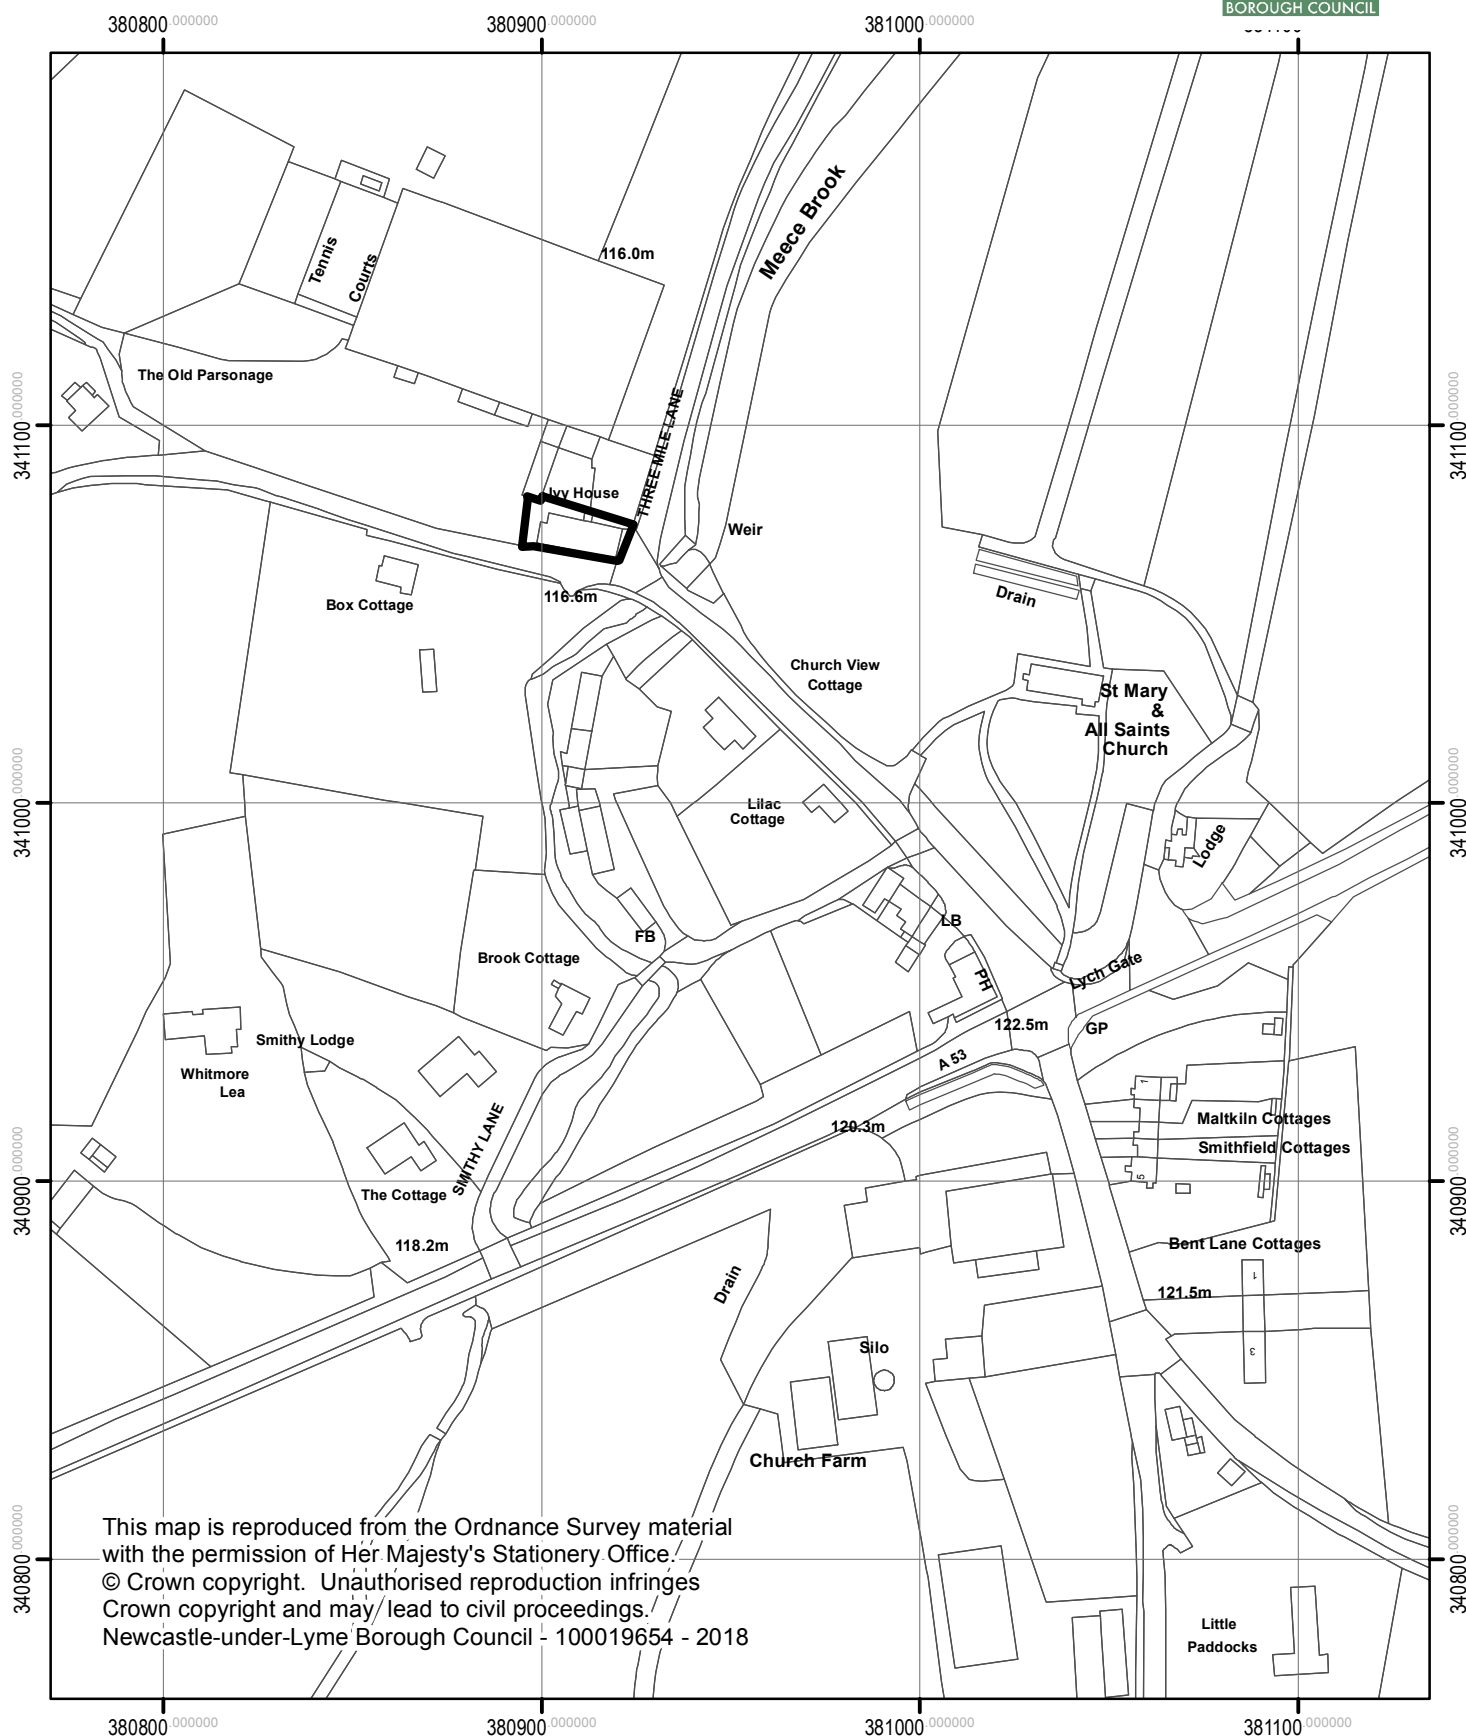 BOROUGH COUNCIL
380800.000000
380900.000000
381000.000000
116.0m
Meece Brook
Tennis
Courts
The Old Parsonage
THREE MILE LANE
341100.000000
341100.000000
Ivy House
Weir
Box Cottage
116.6m
Drain
Church View
Cottage
St Mary
&
All Saints
Church
341000.000000
341000.000000
Lilac
Cottage
Lodge
LB
FB
Brook Cottage
PH
Lych Gate
122.5m
GP
Smithy Lodge
Whitmore
Lea
A 53
1
SMITHY LANE
120.3m
Maltkiln Cottages
Smithfield Cottages
5
340900.000000
340900.000000
The Cottage
118.2m
Bent Lane Cottages
Drain
1
121.5m
Silo
3
Church Farm
This map is reproduced from the Ordnance Survey material
with the permission of Her Majesty's Stationery Office.
© Crown copyright. Unauthorised reproduction infringes
Crown copyright and may lead to civil proceedings.
Newcastle-under-Lyme Borough Council - 100019654 - 2018
340800.000000
340800.000000
Little
Paddocks
380800.000000
380900.000000
381000.000000
381100.000000